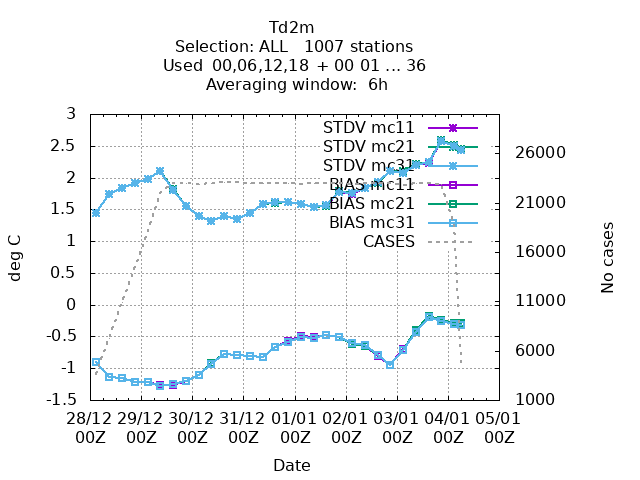 Td2m
Selection: ALL   1007 stations
Used  00,06,12,18 + 00 01 ... 36
Averaging window:  6h
3
2.5
2
1.5
1
0.5
0
-0.5
-1
-1.5
deg C
STDV mc11
STDV mc21
STDV mc31
BIAS mc11
BIAS mc21
BIAS mc31
CASES
26000
21000
16000
11000
6000
1000
No cases
28/12 29/12 30/12 31/12 01/01 02/01 03/01 04/01 05/01
00Z 00Z 00Z 00Z 00Z 00Z 00Z 00Z 00Z
Date